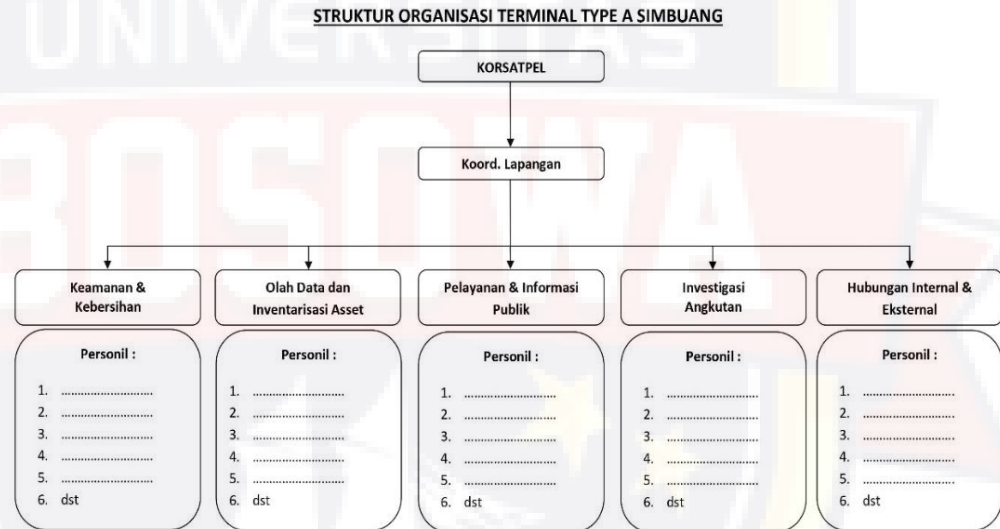 UNIVERSITAS
BOSOWA
STRUKTUR ORGANISASI TERMINAL TYPE A SIMBUANG
KORSATPEL
Koord. Lapangan
Keamanan &
Kebersihan
Olah Data dan
Inventarisasi Asset
Pelayanan & Informasi
Publik
Investigasi
Angkutan
Hubungan Internal &
Eksternal
Personil :
1. ............................
2. ............................
3. ............................
4. ............................
5. ............................
6. dst
Personil :
1. ............................
2. ............................
3. ............................
4. ............................
5. ............................
6. dst
Personil :
1. ............................
2. ............................
3. ............................
4. ............................
5. ............................
6. dst
Personil :
1. ............................
2. ............................
3. ............................
4. ............................
5. ............................
6. dst
Personil :
1. ............................
2. ............................
3. ............................
4. ............................
5. ............................
6. dst